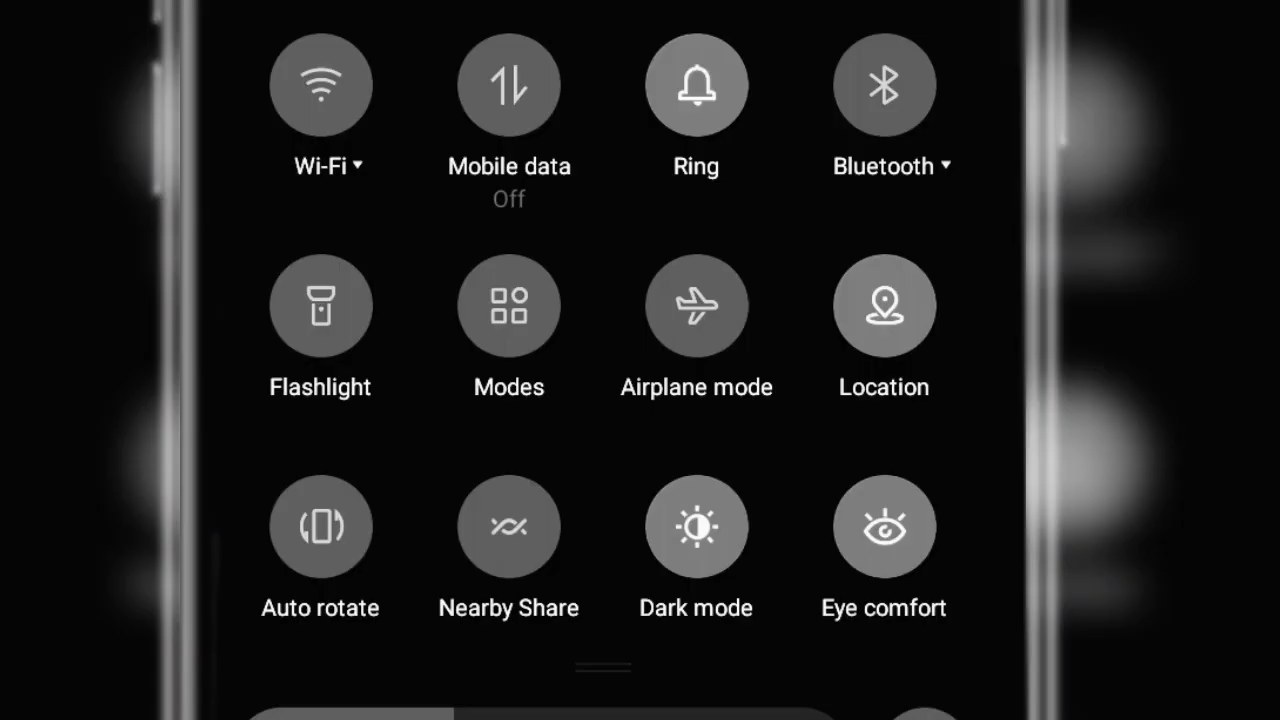 Wi-Fi
Mobile data
Ring
Bluetooth
Off
Flashlight
Modes
Airplane mode
Location
Auto rotate
Nearby Share
Dark mode
Eye comfort